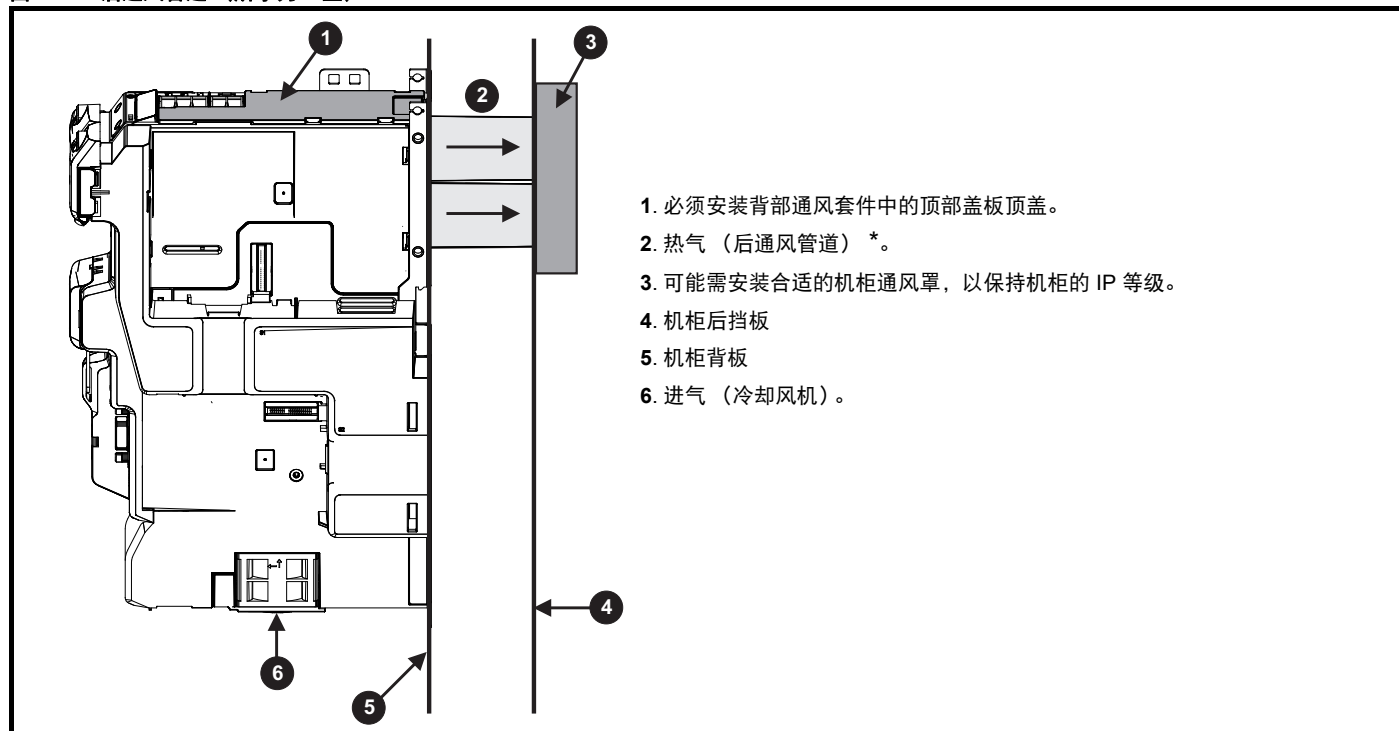 1
2
3
1. 必须安装背部通风套件中的顶部盖板顶盖。
2. 热气 （后通风管道） *。
3. 可能需安装合适的机柜通风罩，以保持机柜的 IP 等级。
4. 机柜后挡板
5. 机柜背板
6. 进气 （冷却风机）。
4
6
5